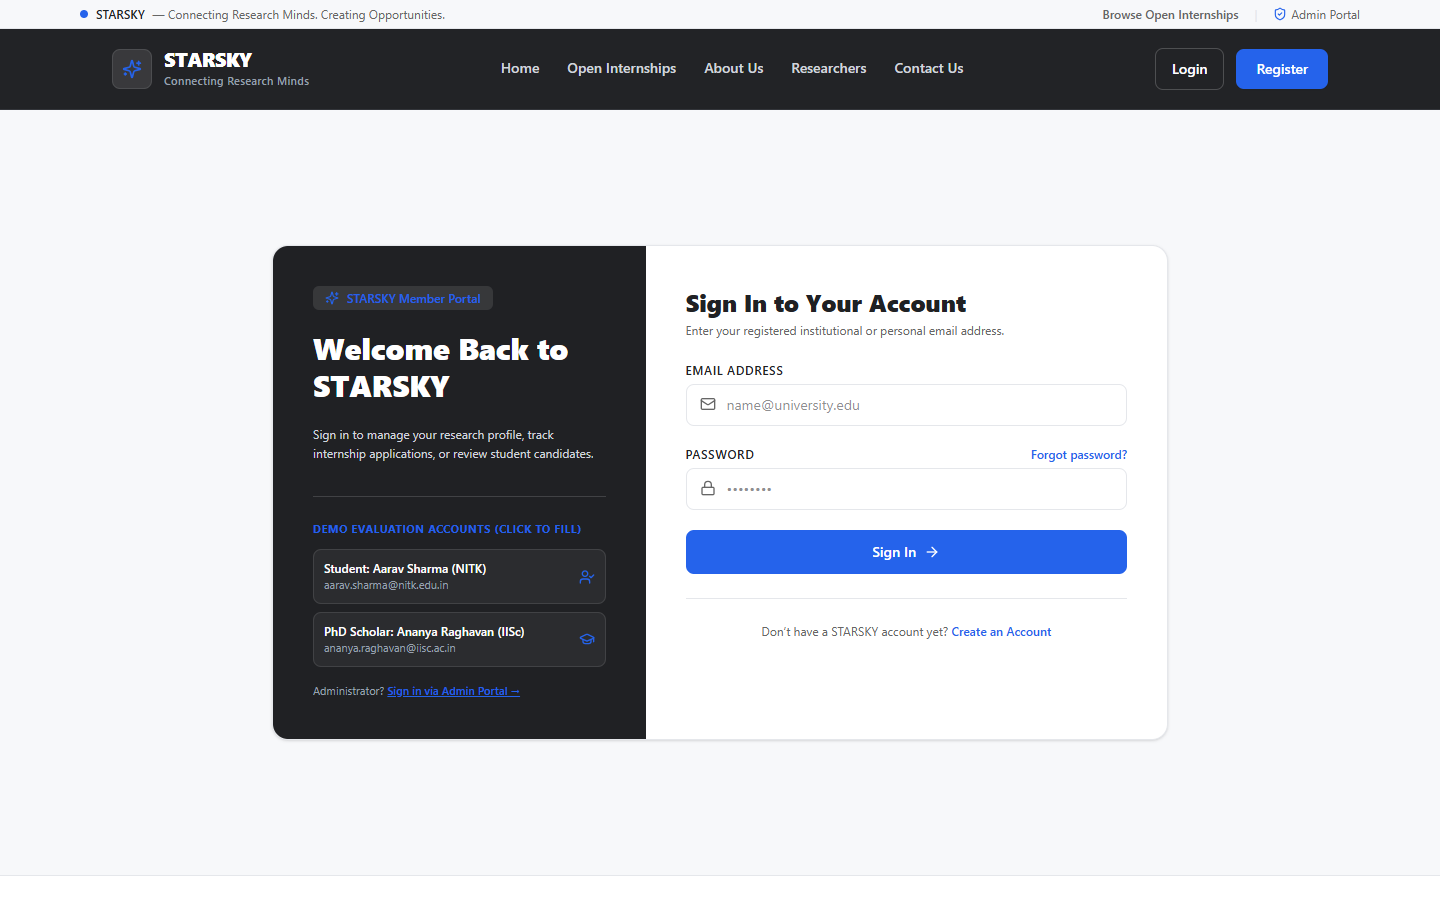 STARSKY — Connecting Research Minds. Creating Opportunities.
Browse Open Internships | Admin Portal
STARSKY
Connecting Research Minds
Home Open Internships About Us Researchers Contact Us
Login Register
STARSKY Member Portal
Welcome Back to
STARSKY
Sign in to manage your research profile, track
internship applications, or review student candidates.
DEMO EVALUATION ACCOUNTS (CLICK TO FILL)
Student: Aarav Sharma (NITK)
aarav.sharma@nitk.edu.in
PhD Scholar: Ananya Raghavan (IISc)
ananya.raghavan@iisc.ac.in
Administrator? Sign in via Admin Portal →
Sign In to Your Account
Enter your registered institutional or personal email address.
EMAIL ADDRESS
name@university.edu
PASSWORD Forgot password?
••••••••
Sign In →
Don’t have a STARSKY account yet? Create an Account